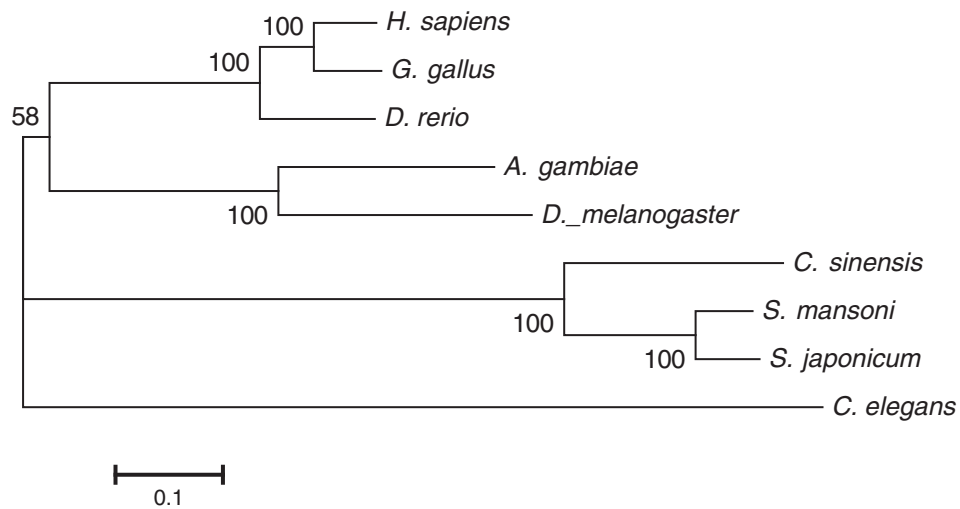 100
H. sapiens
100
G. gallus
58
D. rerio
A. gambiae
100
D._melanogaster
C. sinensis
100
S. mansoni
100
S. japonicum
C. elegans
0.1